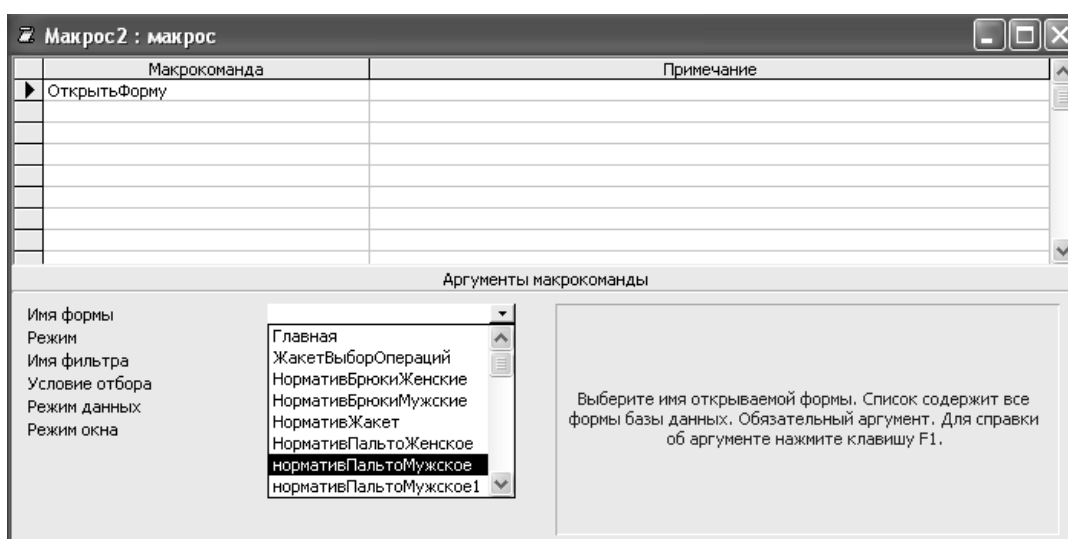 Макрос2 : макрос
Макрокоманда Примечание
ОткрытьФорму
Аргументы макрокоманды
Имя формы
Режим
Имя фильтра
Условие отбора
Режим данных
Режим окна
Главная
ЖакетВыборОпераций
НормативБрюкиЖенские
НормативБрюкиМужские
НормативЖакет
НормативПальтоЖенское
нормативПальтоМужское
нормативПальтоМужское1
Выберите имя открываемой формы. Список содержит все
формы базы данных. Обязательный аргумент. Для справки
об аргументе нажмите клавишу F1.